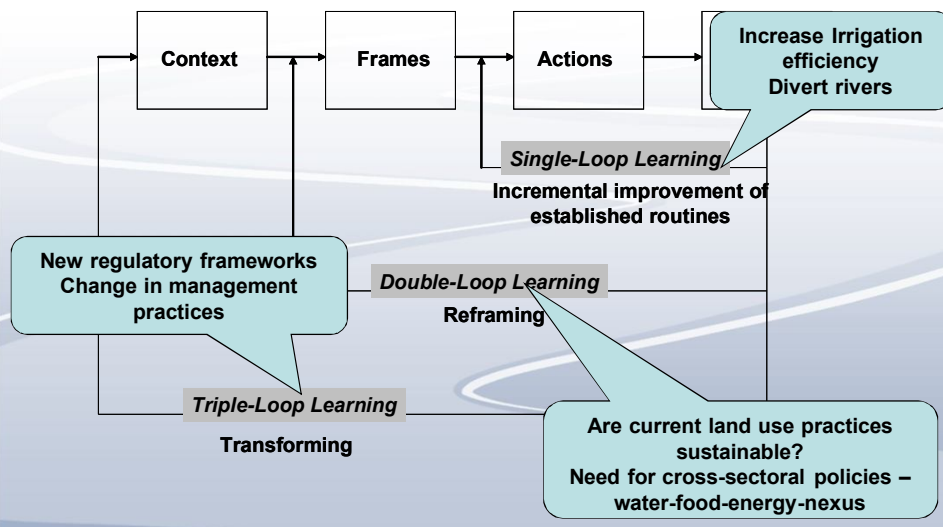 Context
Frames
Actions
Increase Irrigation
efficiency
Divert rivers
Single-Loop Learning
Incremental improvement of
established routines
New regulatory frameworks
Change in management
practices
Double-Loop Learning
Reframing
Triple-Loop Learning
Transforming
Are current land use practices
sustainable?
Need for cross-sectoral policies –
water-food-energy-nexus